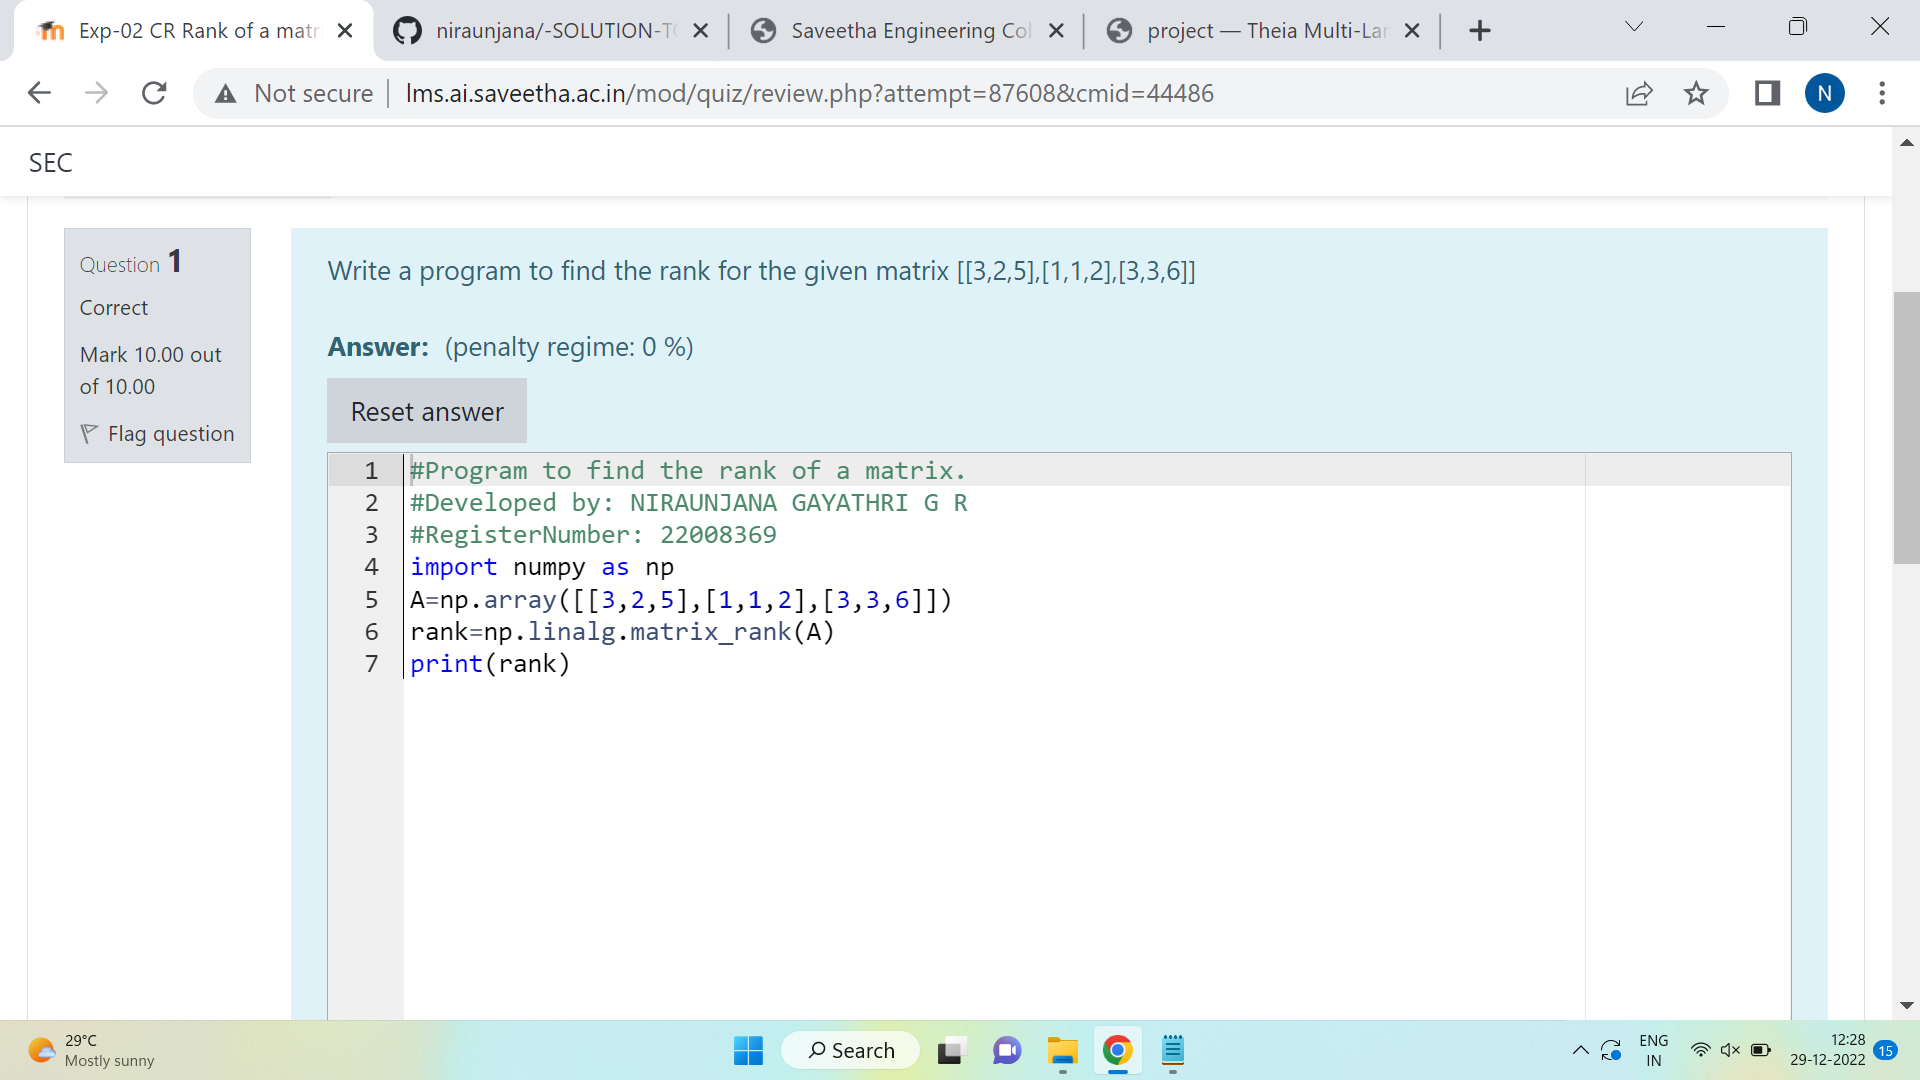 Exp-02 CR Rank of a matr
niraunjana/-SOLUTION-T
Saveetha Engineering Col
project — Theia Multi-Lar
Not secure
lms.ai.saveetha.ac.in/mod/quiz/review.php?attempt=87608&cmid=44486
N
SEC
Question 1
Correct
Mark 10.00 out
of 10.00
Flag question
Write a program to find the rank for the given matrix [[3,2,5],[1,1,2],[3,3,6]]
Answer: (penalty regime: 0 %)
Reset answer
1 #Program to find the rank of a matrix.
2 #Developed by: NIRAUNJANA GAYATHRI G R
3 #RegisterNumber: 22008369
4 import numpy as np
5 A=np.array([[3,2,5],[1,1,2],[3,3,6]])
6 rank=np.linalg.matrix_rank(A)
7 print(rank)
29°C
Mostly sunny
Search
ENG
IN
12:28
29-12-2022
15